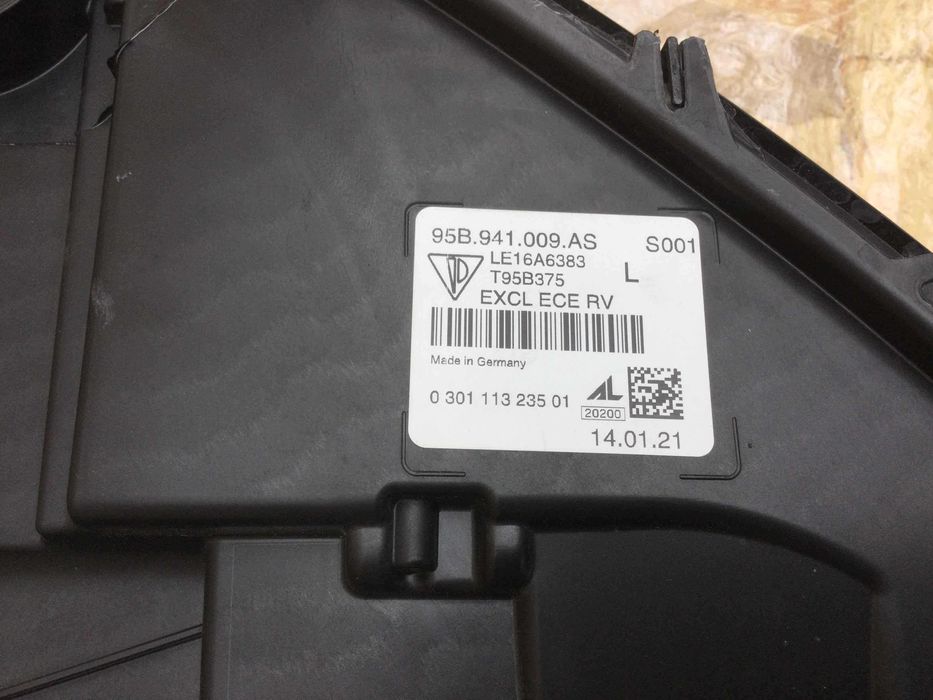 95B.941.009.AS S001
LE16A6383
T95B375 L
EXCL ECE RV
Made in Germany
0 301 113 235 01 AL
20200
14.01.21